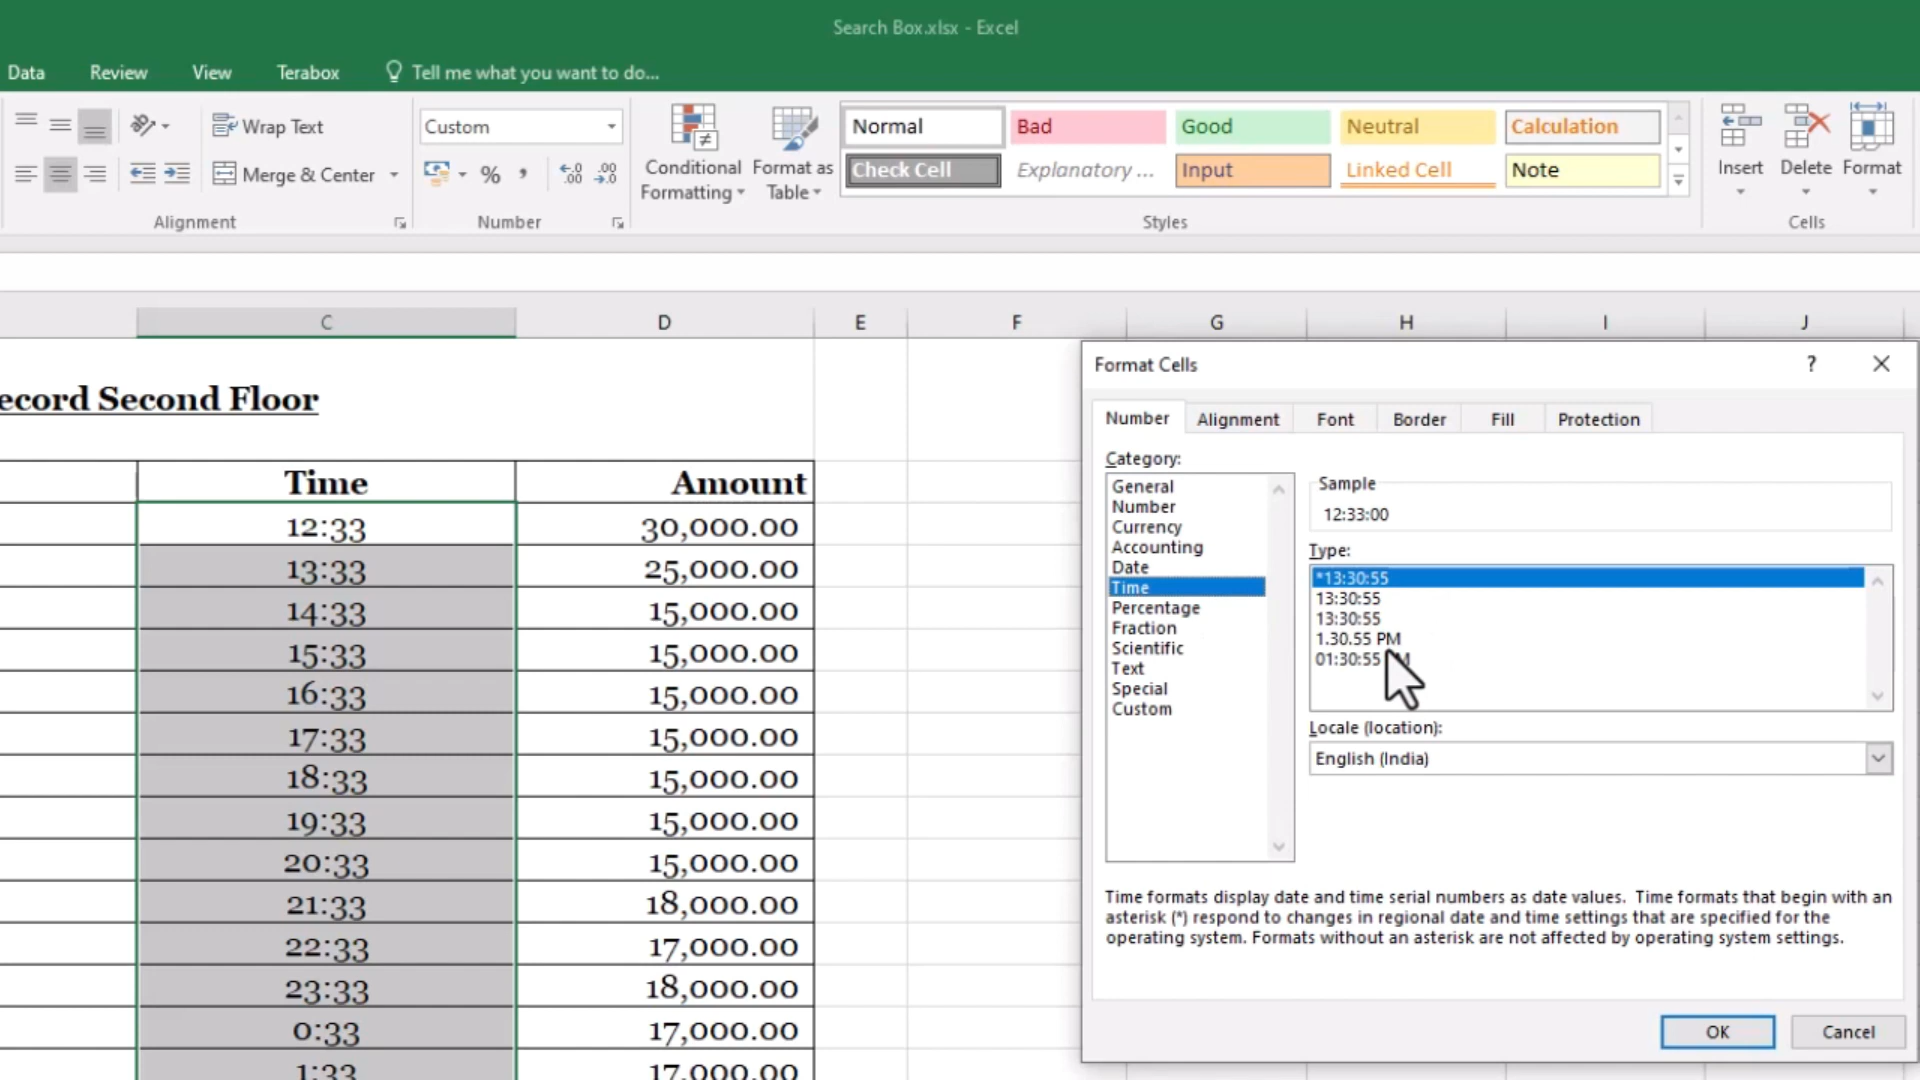 Search Box.xlsx - Excel
Data Review View Terabox Tell me what you want to do...
Wrap Text
Merge & Center
Alignment
Custom
% ,
.0 .00
.00 .0
Number
Conditional Formatting
Format as Table
Normal Bad Good Neutral Calculation
Check Cell Explanatory ... Input Linked Cell Note
Styles
Insert Delete Format
Cells
C D E F G H I J
ecord Second Floor
Time Amount
12:33 30,000.00
13:33 25,000.00
14:33 15,000.00
15:33 15,000.00
16:33 15,000.00
17:33 15,000.00
18:33 15,000.00
19:33 15,000.00
20:33 15,000.00
21:33 18,000.00
22:33 17,000.00
23:33 18,000.00
0:33 17,000.00
1:33 17,000.00
Format Cells ?
Number Alignment Font Border Fill Protection
Category:
General
Number
Currency
Accounting
Date
Time
Percentage
Fraction
Scientific
Text
Special
Custom
Sample
12:33:00
Type:
*13:30:55
13:30:55
13:30:55
1.30.55 PM
01:30:55
Locale (location):
English (India)
Time formats display date and time serial numbers as date values. Time formats that begin with an
asterisk (*) respond to changes in regional date and time settings that are specified for the
operating system. Formats without an asterisk are not affected by operating system settings.
OK Cancel